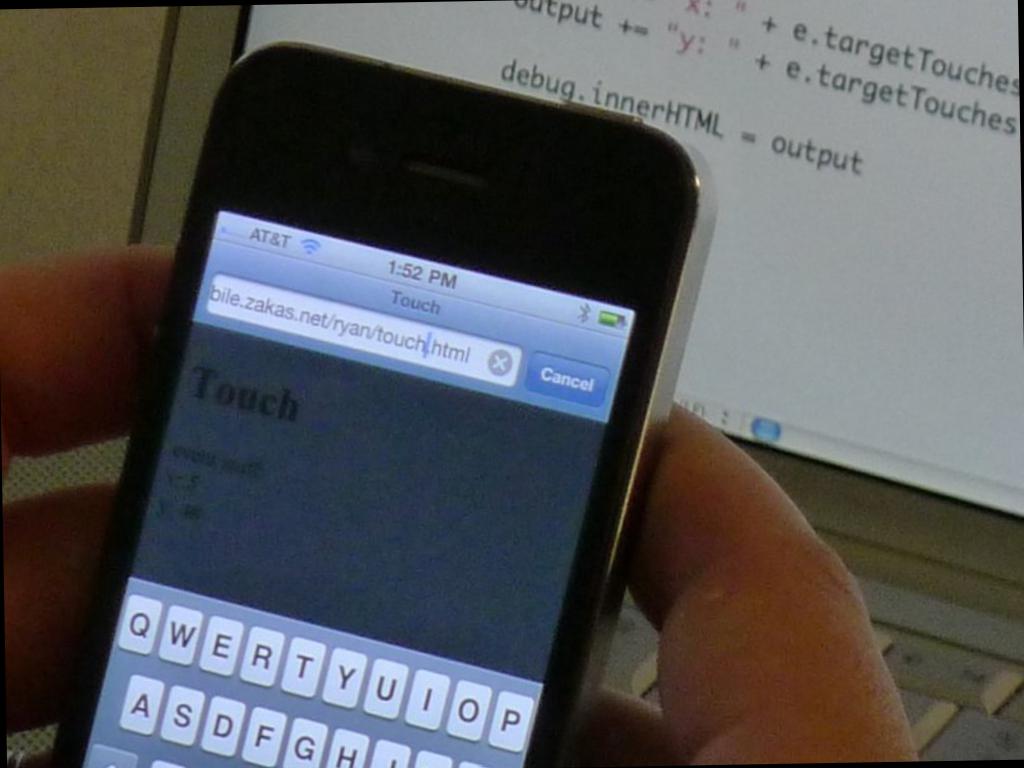 x: " + e.targetTouches
output += "y: " + e.targetTouches
debug.innerHTML = output
AT&T
1:52 PM
Touch
bile.zakas.net/ryan/touch.html
Cancel
Touch
Q W E R T Y U I O P
A S D F G H